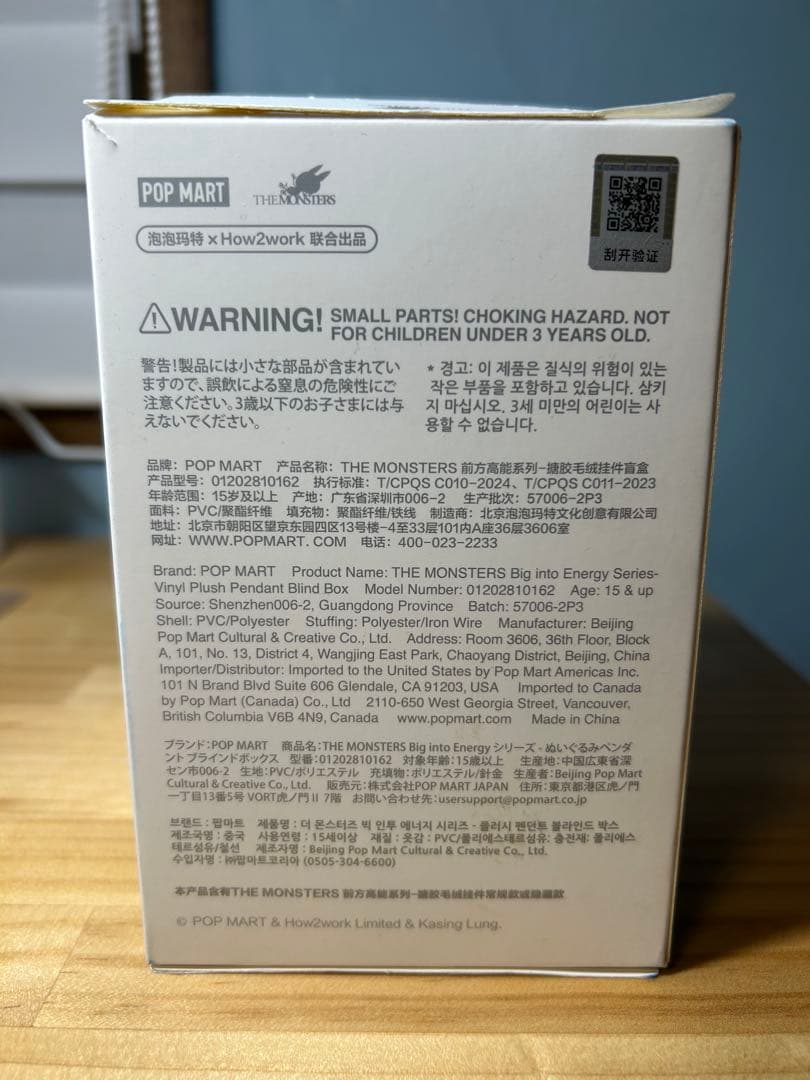 POP MART
THE MONSTERS
泡泡玛特×How2work 联合出品
刮开验证
WARNING! SMALL PARTS! CHOKING HAZARD. NOT
FOR CHILDREN UNDER 3 YEARS OLD.
警告!製品には小さな部品が含まれてい
ますので、誤飲による窒息の危険性にご
注意ください。3歳以下のお子さまには与
えないでください。
* 경고: 이 제품은 질식의 위험이 있는
작은 부품을 포함하고 있습니다. 삼키
지 마십시오. 3세 미만의 어린이는 사
용할 수 없습니다.
品牌: POP MART 产品名称: THE MONSTERS 前方高能系列-搪胶毛绒挂件盲盒
产品型号: 01202810162 执行标准: T/CPQS C010-2024、T/CPQS C011-2023
年龄范围: 15岁及以上 产地: 广东省深圳市006-2 生产批次: 57006-2P3
面料: PVC/聚酯纤维 填充物: 聚酯纤维/铁线 制造商: 北京泡泡玛特文化创意有限公司
地址: 北京市朝阳区望京东园四区13号楼-4至33层101内A座36层3606室
网址: WWW.POPMART.COM 电话: 400-023-2233
Brand: POP MART Product Name: THE MONSTERS Big into Energy Series-
Vinyl Plush Pendant Blind Box Model Number: 01202810162 Age: 15 & up
Source: Shenzhen006-2, Guangdong Province Batch: 57006-2P3
Shell: PVC/Polyester Stuffing: Polyester/Iron Wire Manufacturer: Beijing
Pop Mart Cultural & Creative Co., Ltd. Address: Room 3606, 36th Floor, Block
A, 101, No. 13, District 4, Wangjing East Park, Chaoyang District, Beijing, China
Importer/Distributor: Imported to the United States by Pop Mart Americas Inc.
101 N Brand Blvd Suite 606 Glendale, CA 91203, USA Imported to Canada
by Pop Mart (Canada) Co., Ltd 2110-650 West Georgia Street, Vancouver,
British Columbia V6B 4N9, Canada www.popmart.com Made in China
ブランド:POP MART 商品名:THE MONSTERS Big into Energy シリーズ - ぬいぐるみペンダ
ント ブラインドボックス 型番:01202810162 対象年齢:15歳以上 生産地:中国広東省深
セン市006-2 生地:PVC/ポリエステル 充填物:ポリエステル/針金 生産者:Beijing Pop Mart
Cultural & Creative Co., Ltd. 販売元:株式会社POP MART JAPAN 住所:東京都港区虎ノ門
一丁目13番5号 VORT虎ノ門Ⅱ 7階 お問い合わせ先:usersupport@popmart.co.jp
브랜드 : 팝마트 제품명 : 더 몬스터즈 빅 인투 에너지 시리즈 - 플러시 펜던트 블라인드 박스
제조국명 : 중국 사용연령 : 15세이상 재질 : 겉감 : PVC/폴리에스테르섬유: 충전재: 폴리에스
테르섬유/철선 제조자명 : Beijing Pop Mart Cultural & Creative Co., Ltd.
수입자명 : ㈜팝마트코리아 (0505-304-6600)
本产品含有THE MONSTERS 前方高能系列-搪胶毛绒挂件常规款或隐藏款
© POP MART & How2work Limited & Kasing Lung.